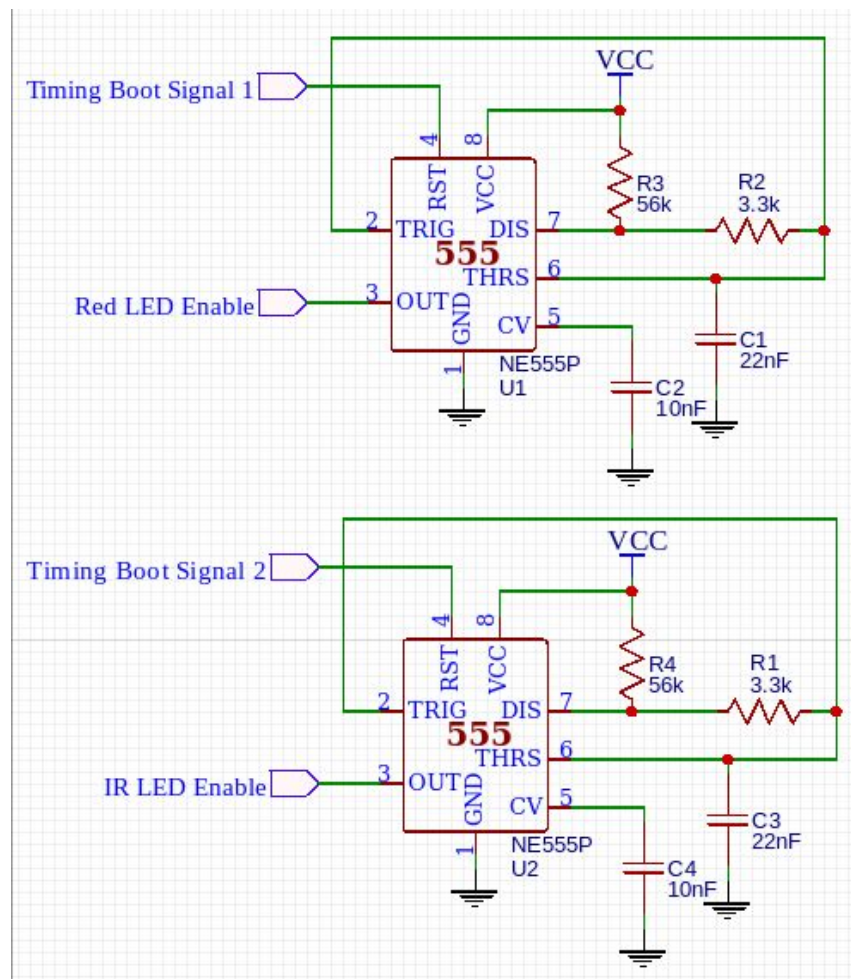 VCC
Timing Boot Signal 1
4
8
RST
VCC
R3
56k
R2
3.3k
2
TRIG
DIS
7
555
THRS
6
Red LED Enable
3
OUT
GND
CV
5
C1
22nF
1
NE555P
U1
C2
10nF
VCC
Timing Boot Signal 2
4
8
RST
VCC
R4
56k
R1
3.3k
2
TRIG
DIS
7
555
THRS
6
IR LED Enable
3
OUT
GND
CV
5
C3
22nF
1
NE555P
U2
C4
10nF